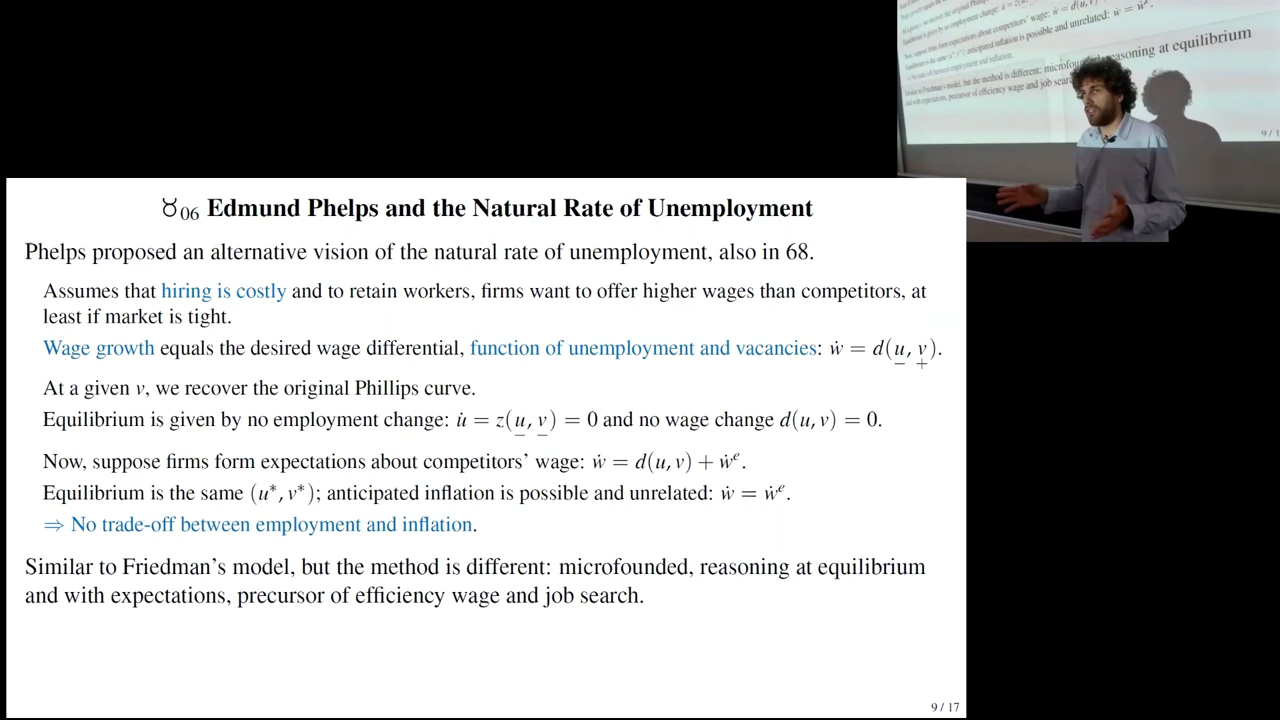 ♉06 Edmund Phelps and the Natural Rate of Unemployment
Phelps proposed an alternative vision of the natural rate of unemployment, also in 68.
Assumes that hiring is costly and to retain workers, firms want to offer higher wages than competitors, at
least if market is tight.
Wage growth equals the desired wage differential, function of unemployment and vacancies: ẇ = d(u, v).
− +
At a given v, we recover the original Phillips curve.
Equilibrium is given by no employment change: u̇ = z(u, v) = 0 and no wage change d(u, v) = 0.
− −
Now, suppose firms form expectations about competitors' wage: ẇ = d(u, v) + ẇᵉ.
Equilibrium is the same (u*, v*); anticipated inflation is possible and unrelated: ẇ = ẇᵉ.
⇒ No trade-off between employment and inflation.
Similar to Friedman's model, but the method is different: microfounded, reasoning at equilibrium
and with expectations, precursor of efficiency wage and job search.
9 / 17